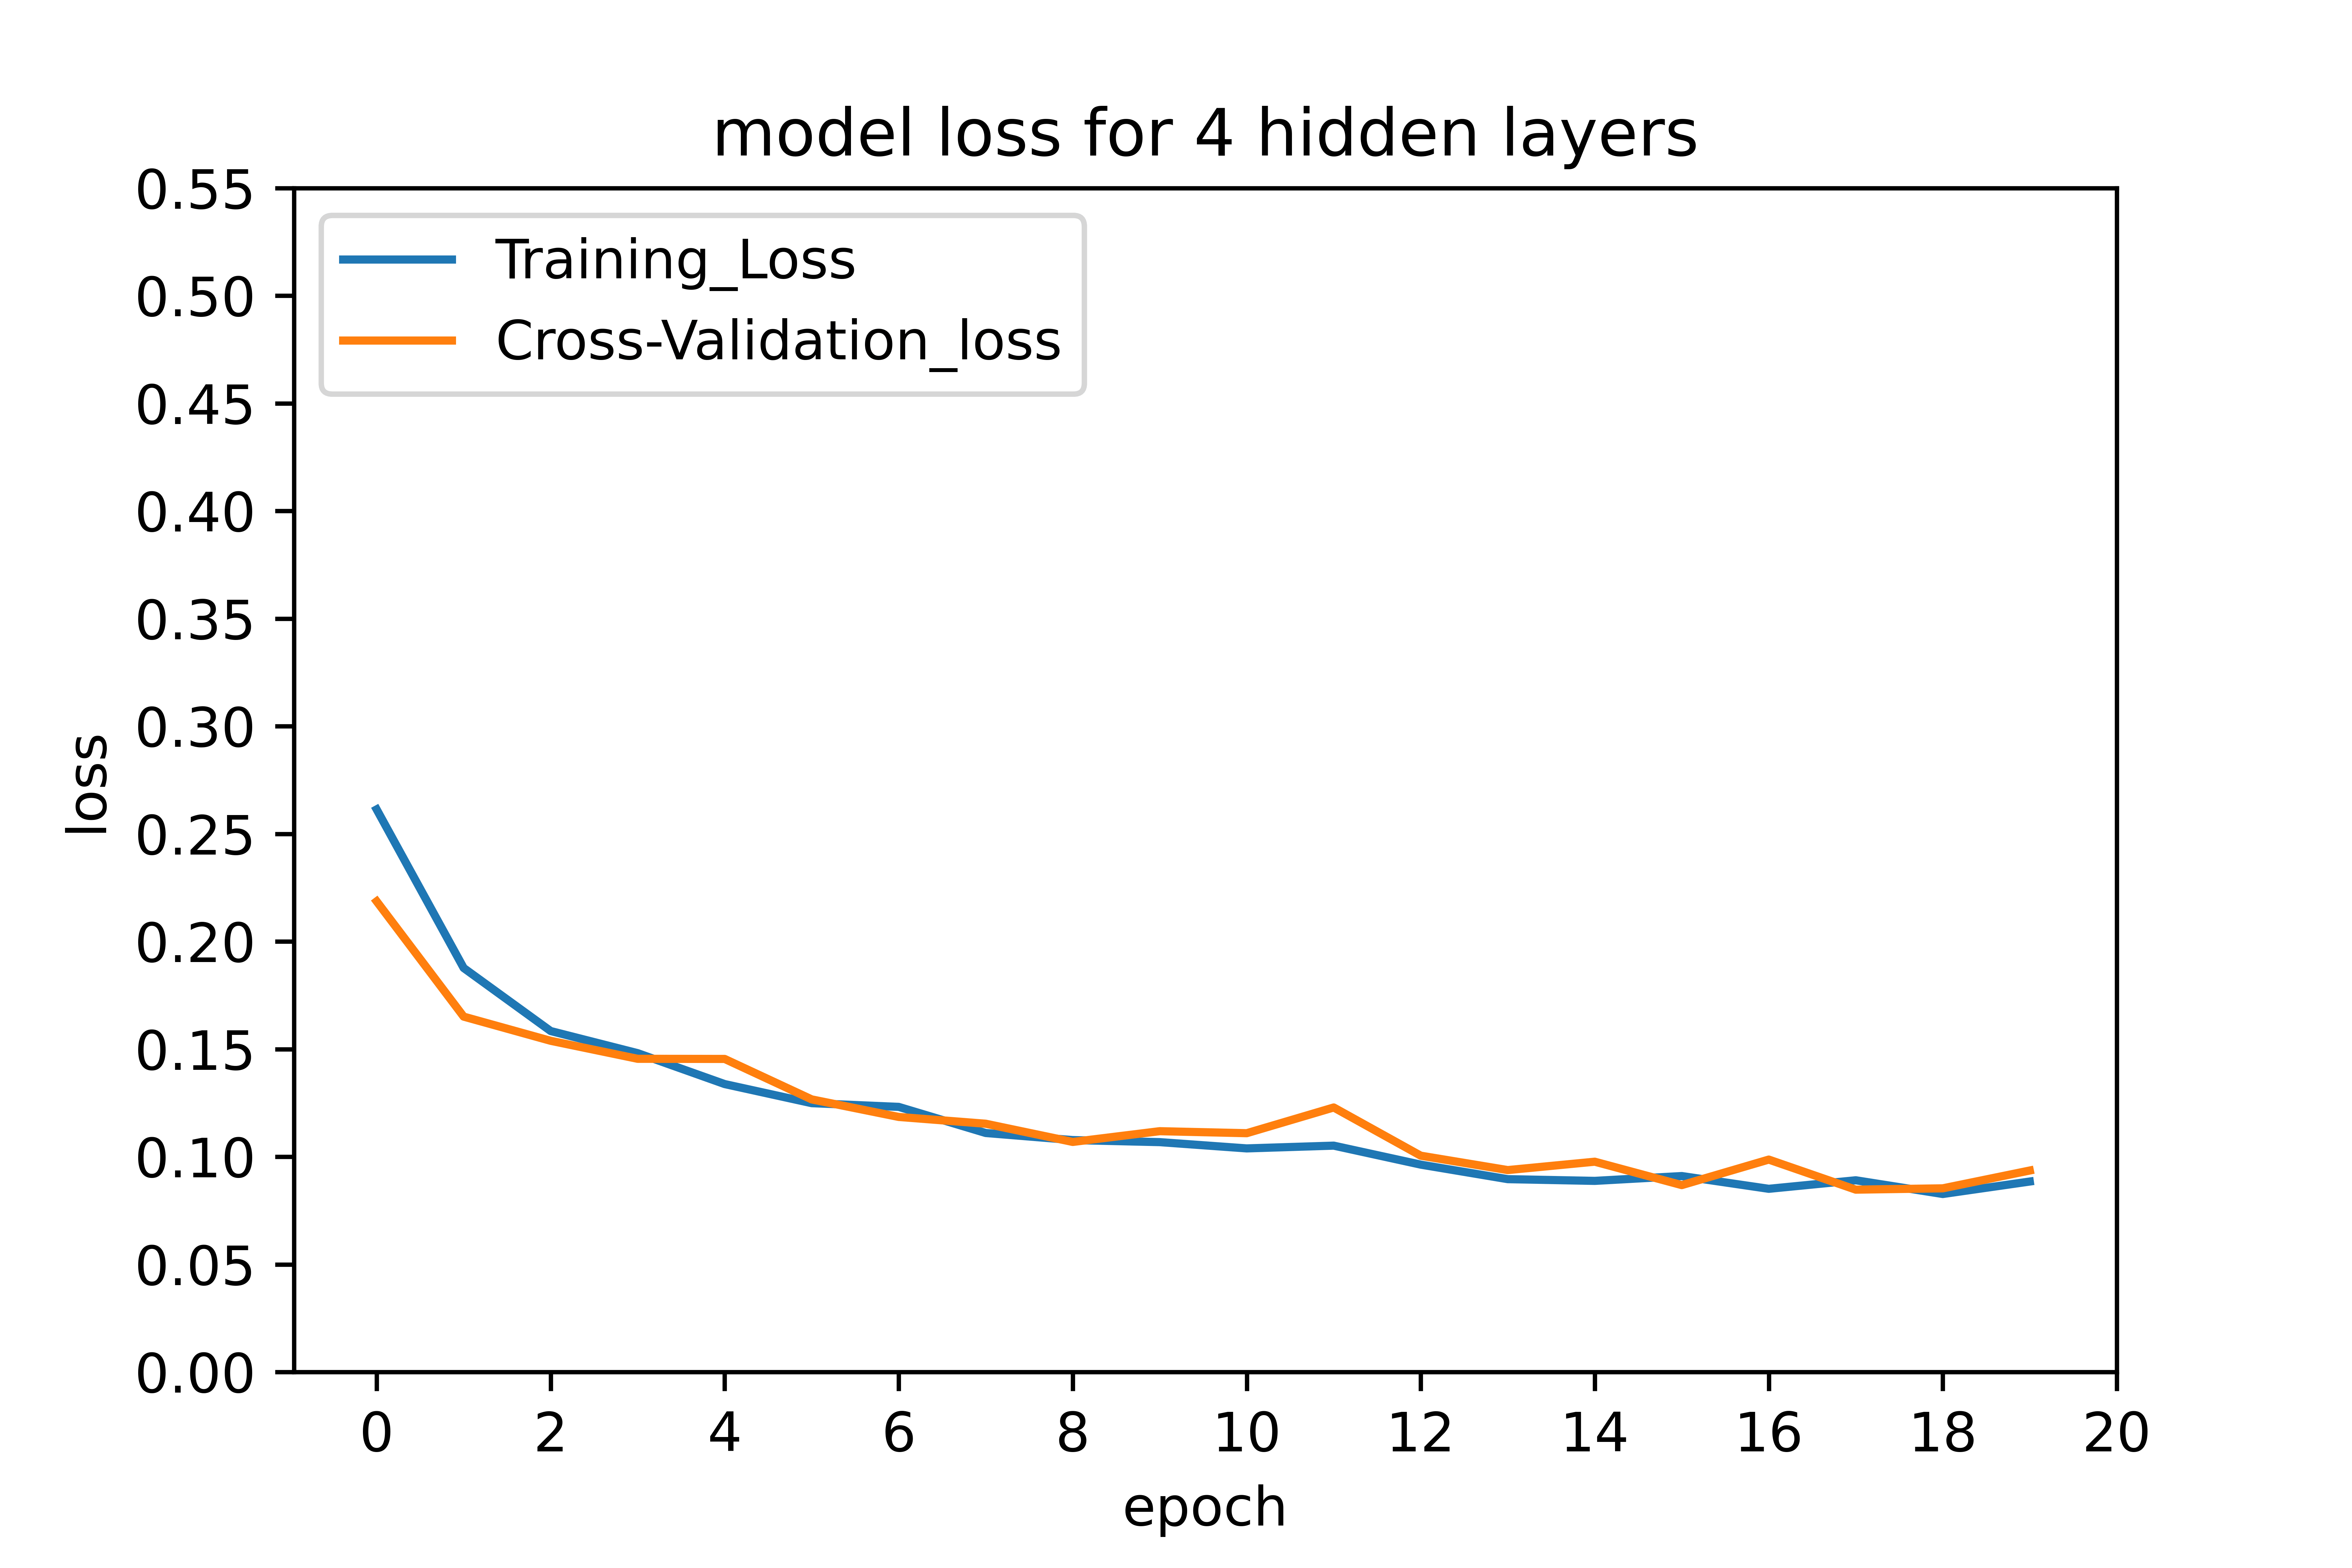 model loss for 4 hidden layers
0.55
0.50
0.45
0.40
0.35
0.30
0.25
0.20
0.15
0.10
0.05
0.00
loss
Training_Loss
Cross-Validation_loss
0 2 4 6 8 10 12 14 16 18 20
epoch